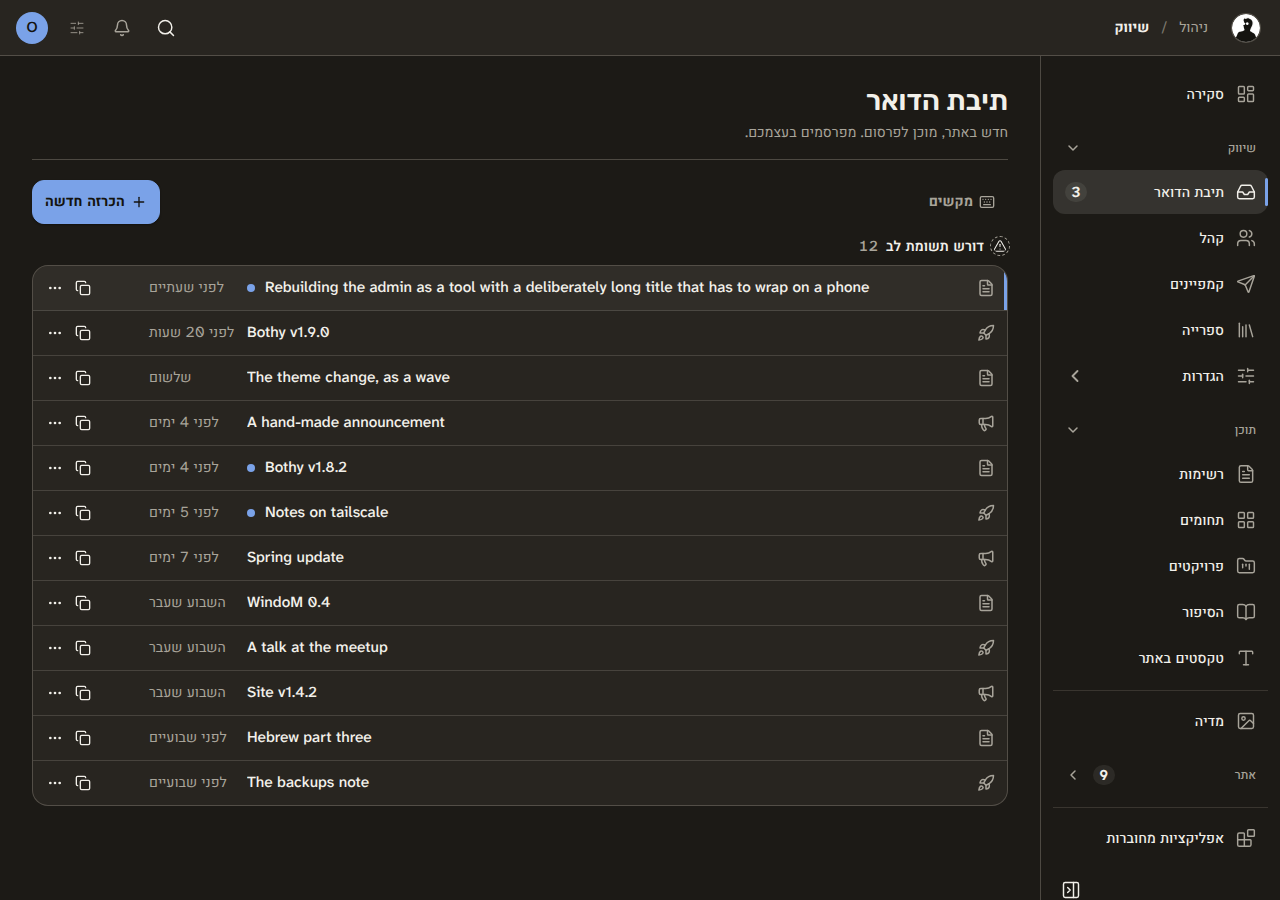 ניהול / שיווק
O
סקירה
שיווק
תיבת הדואר 3
קהל
קמפיינים
ספרייה
הגדרות
תוכן
רשימות
תחומים
פרויקטים
הסיפור
טקסטים באתר
מדיה
אתר 9
אפליקציות מחוברות
תיבת הדואר
חדש באתר, מוכן לפרסום. מפרסמים בעצמכם.
מקשים
+ הכרזה חדשה
דורש תשומת לב 12
Rebuilding the admin as a tool with a deliberately long title that has to wrap on a phone לפני שעתיים
Bothy v1.9.0 לפני 20 שעות
The theme change, as a wave שלשום
A hand-made announcement לפני 4 ימים
Bothy v1.8.2 לפני 4 ימים
Notes on tailscale לפני 5 ימים
Spring update לפני 7 ימים
WindoM 0.4 השבוע שעבר
A talk at the meetup השבוע שעבר
Site v1.4.2 השבוע שעבר
Hebrew part three לפני שבועיים
The backups note לפני שבועיים